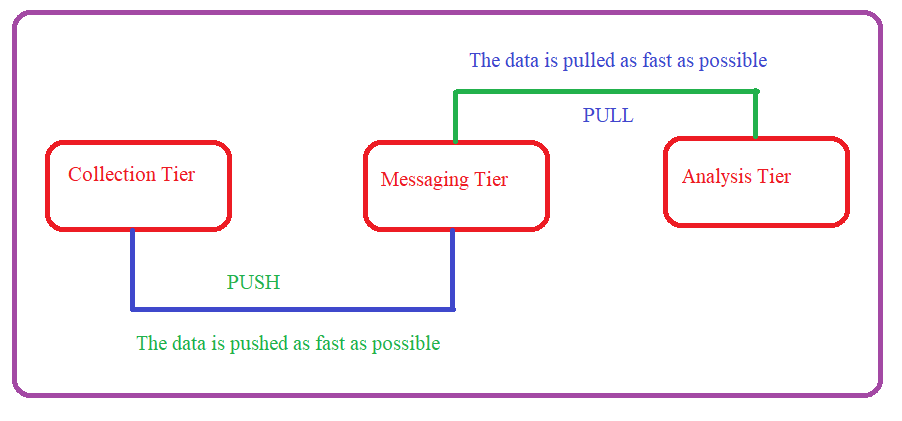 The data is pulled as fast as possible
PULL
Collection Tier
Messaging Tier
Analysis Tier
PUSH
The data is pushed as fast as possible